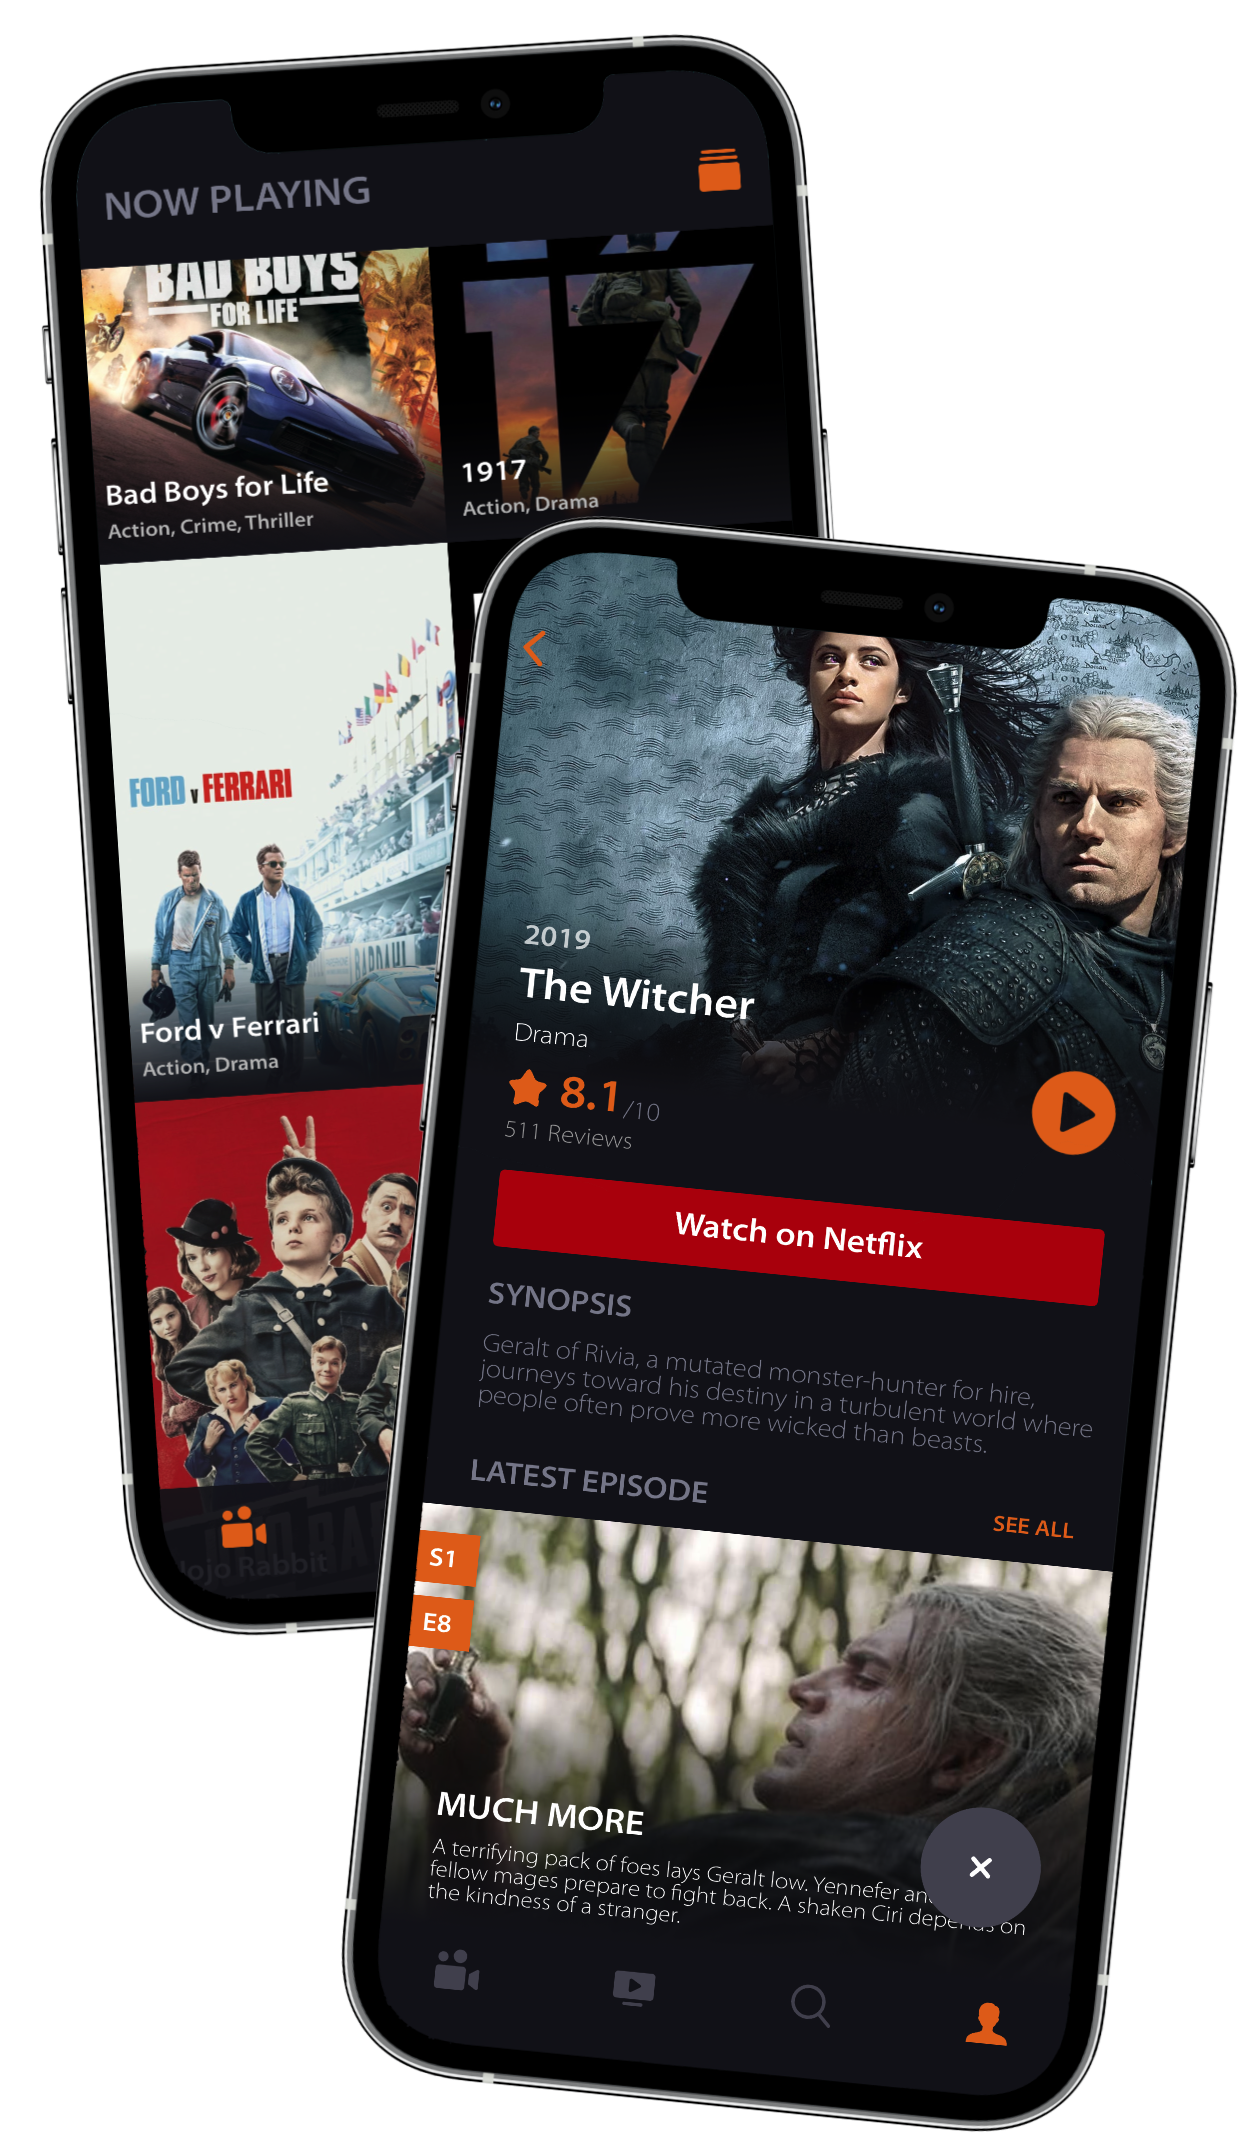 NOW PLAYING
BAD BOYS
FOR LIFE
Bad Boys for Life
Action, Crime, Thriller
17
1917
Action, Drama
FORD v FERRARI
Ford v Ferrari
Action, Drama
Jojo Rabbit
2019
The Witcher
Drama
8.1/10
511 Reviews
Watch on Netflix
SYNOPSIS
Geralt of Rivia, a mutated monster-hunter for hire,
journeys toward his destiny in a turbulent world where
people often prove more wicked than beasts.
LATEST EPISODE
SEE ALL
S1
E8
MUCH MORE
A terrifying pack of foes lays Geralt low. Yennefer and
fellow mages prepare to fight back. A shaken Ciri depends on
the kindness of a stranger.